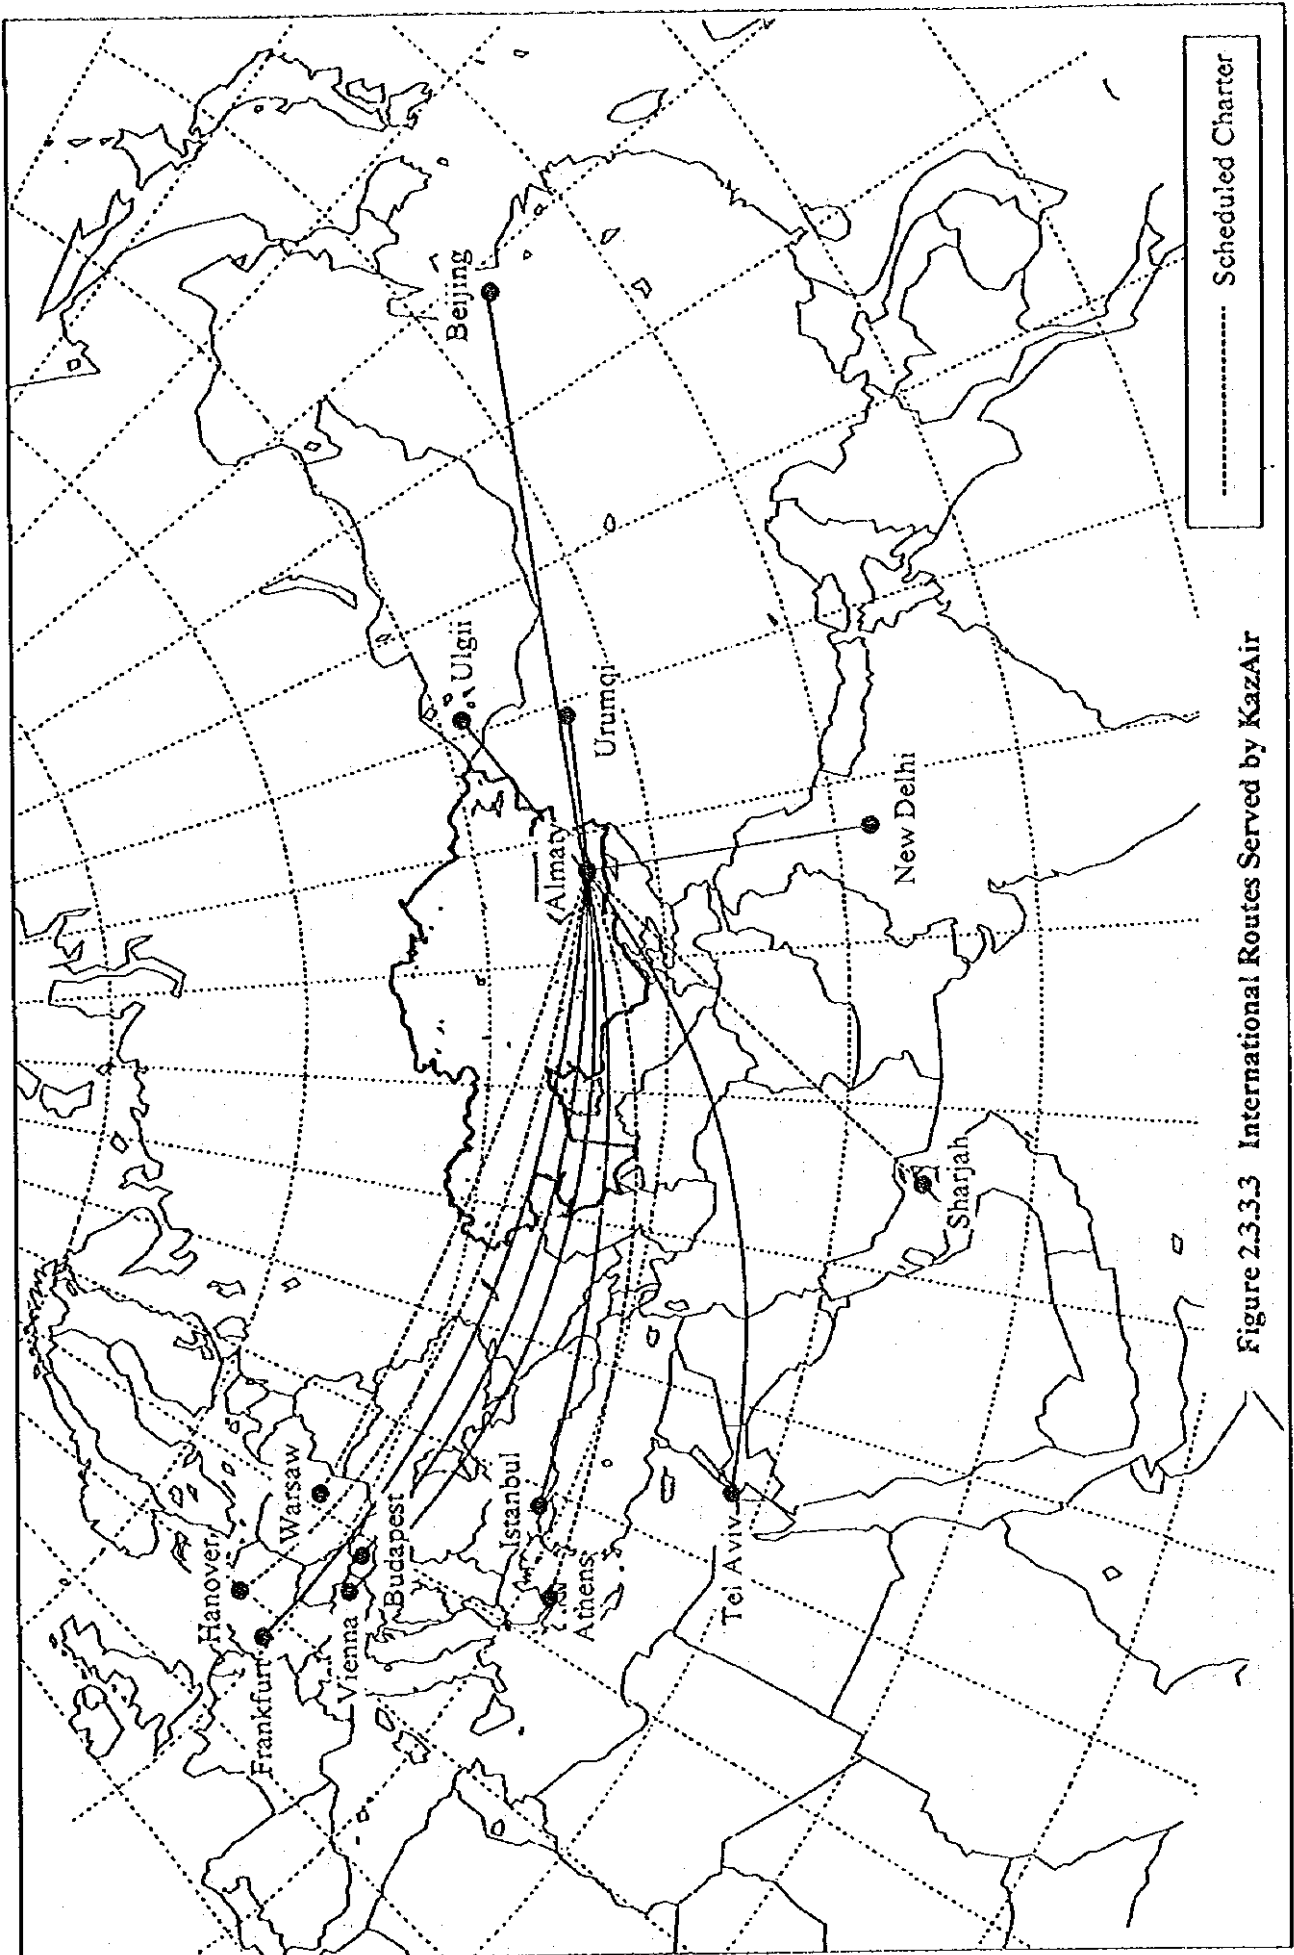 Hanover
Frankfurt
Warsaw
Vienna
Budapest
Istanbul
Athens
Tel Aviv
Almaty
Ulgii
Urumqi
Beijing
New Delhi
Sharjah
Scheduled Charter
Figure 2.3.3.3 International Routes Served by KazAir